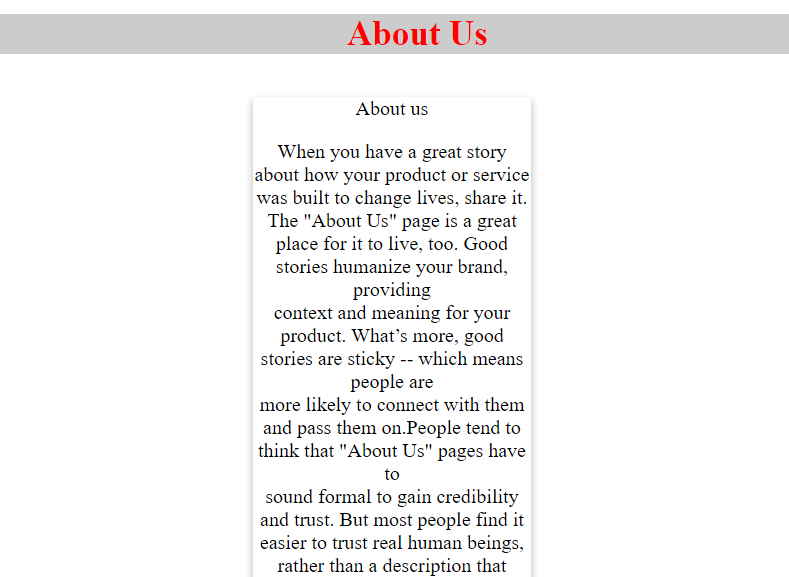 About Us
About us
When you have a great story
about how your product or service
was built to change lives, share it.
The "About Us" page is a great
place for it to live, too. Good
stories humanize your brand,
providing
context and meaning for your
product. What’s more, good
stories are sticky -- which means
people are
more likely to connect with them
and pass them on.People tend to
think that "About Us" pages have
to
sound formal to gain credibility
and trust. But most people find it
easier to trust real human beings,
rather than a description that